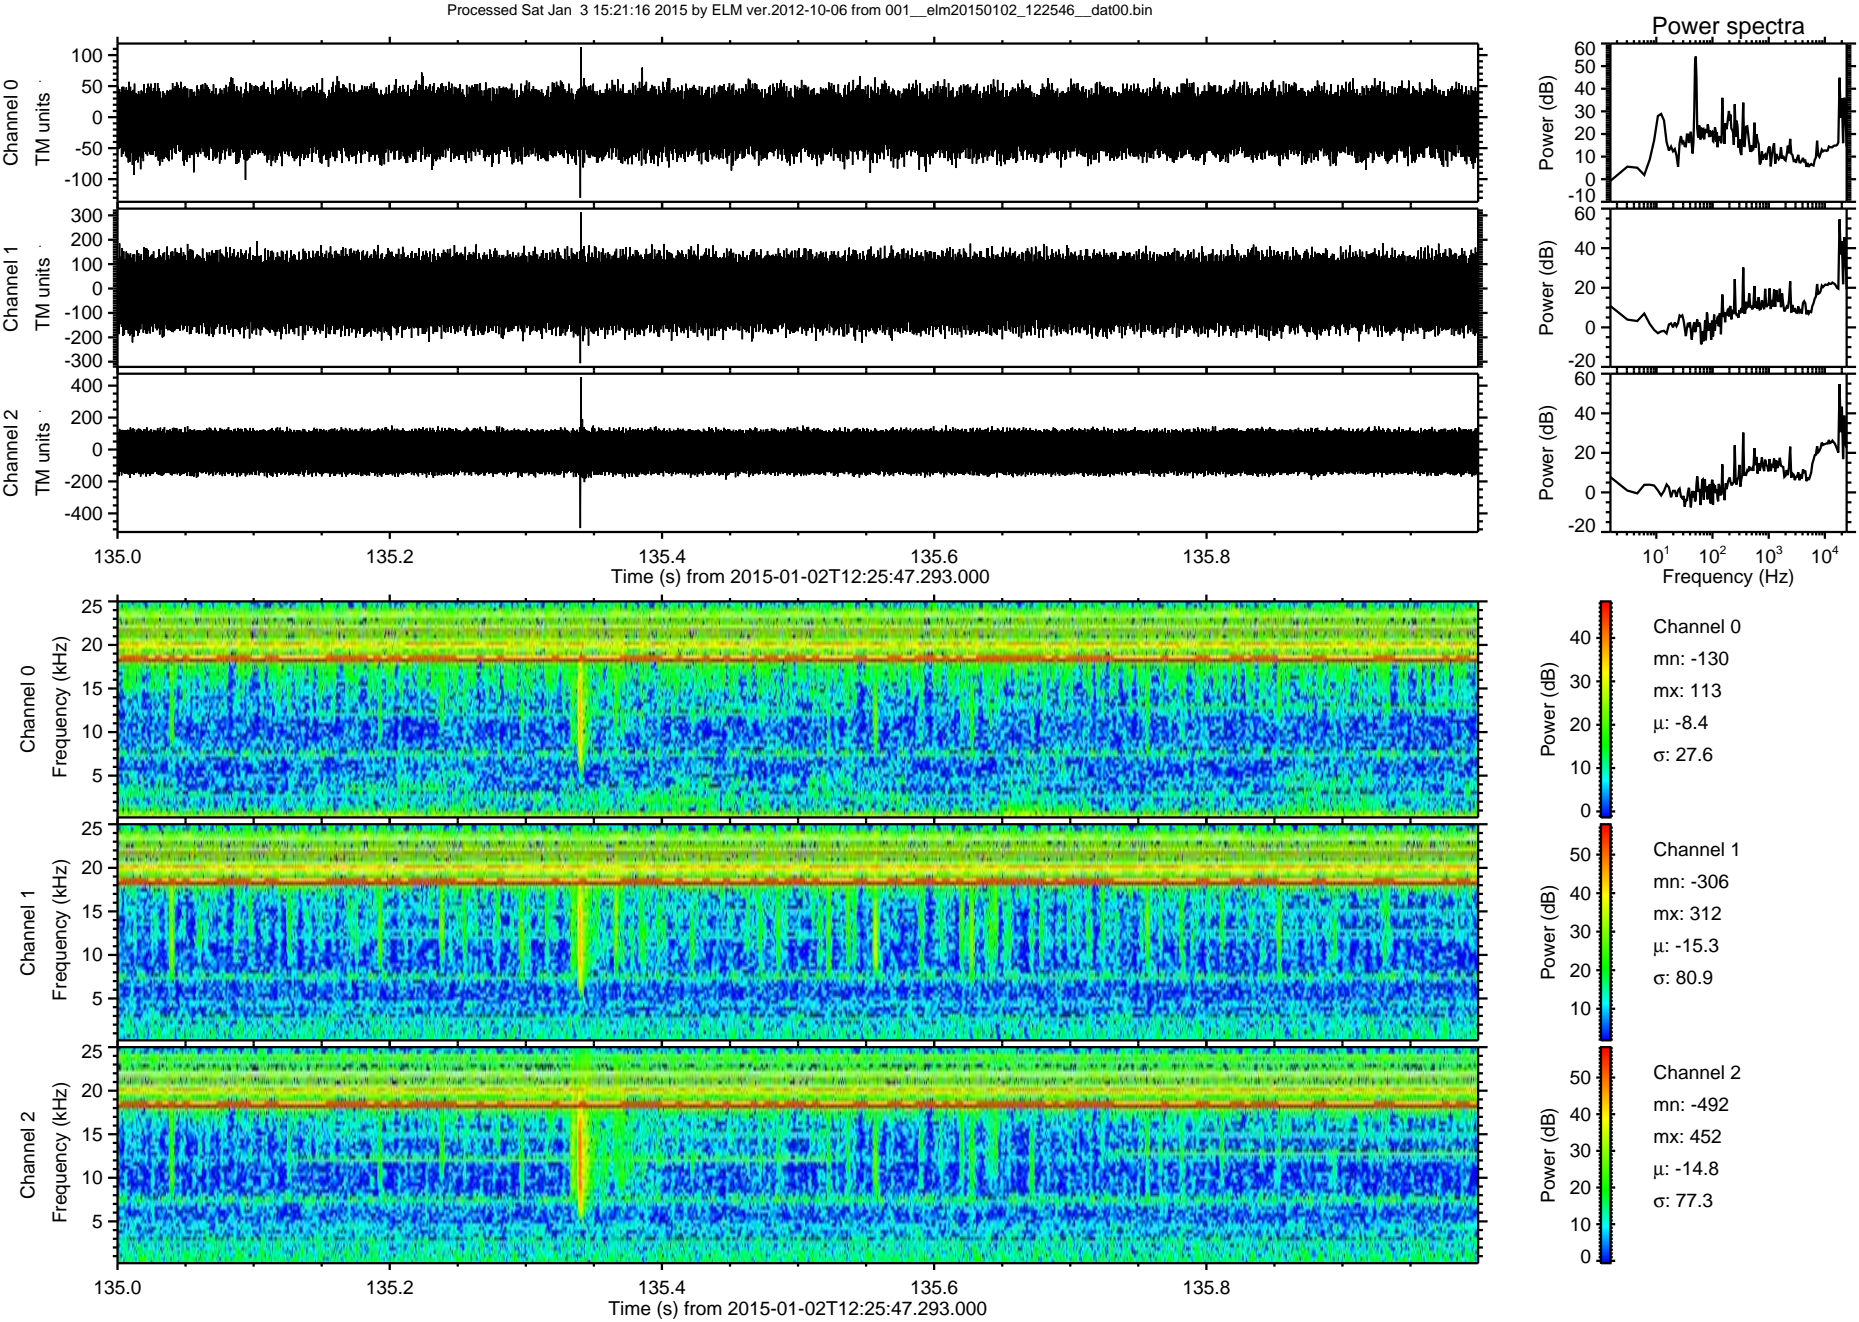 Processed Sat Jan 3 15:21:16 2015 by ELM ver.2012-10-06 from 001__elm20150102_122546__dat00.bin
Power spectra
Channel 0
TM units
100
50
0
-50
-100
Power (dB)
60
50
40
30
20
10
0
-10
Channel 1
TM units
300
200
100
0
-100
-200
-300
Power (dB)
60
40
20
0
-20
Channel 2
TM units
400
200
0
-200
-400
Power (dB)
60
40
20
0
-20
135.0 135.2 135.4 135.6 135.8
Time (s) from 2015-01-02T12:25:47.293.000
10^1 10^2 10^3 10^4
Frequency (Hz)
Channel 0
Frequency (kHz)
25
20
15
10
5
Power (dB)
40
30
20
10
0
Channel 0
mn: -130
mx: 113
µ: -8.4
σ: 27.6
Channel 1
Frequency (kHz)
25
20
15
10
5
Power (dB)
50
40
30
20
10
Channel 1
mn: -306
mx: 312
µ: -15.3
σ: 80.9
Channel 2
Frequency (kHz)
25
20
15
10
5
Power (dB)
50
40
30
20
10
0
Channel 2
mn: -492
mx: 452
µ: -14.8
σ: 77.3
135.0 135.2 135.4 135.6 135.8
Time (s) from 2015-01-02T12:25:47.293.000